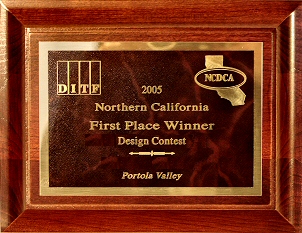 DITF
NCDCA
2005
Northern California
First Place Winner
Design Contest
Portola Valley